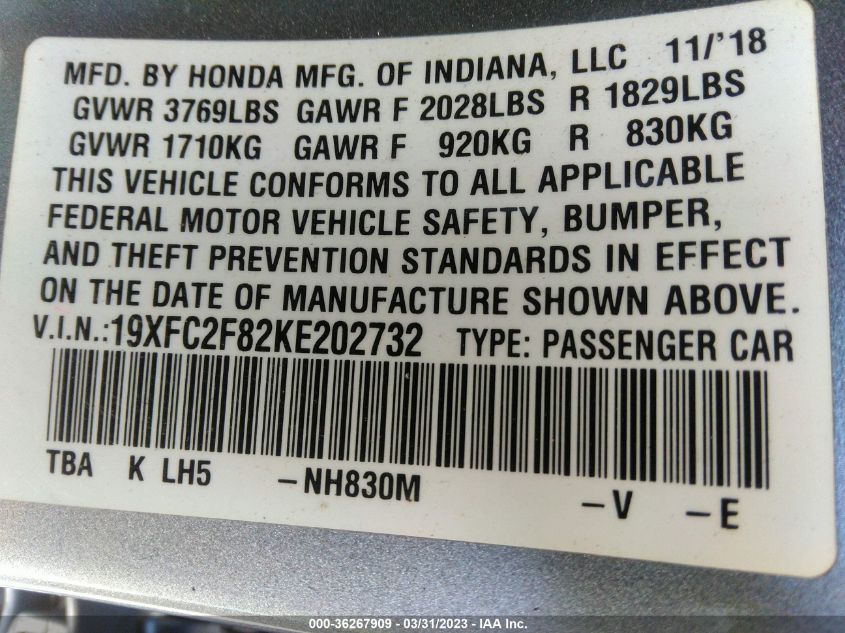 MFD. BY HONDA MFG. OF INDIANA, LLC 11/'18
GVWR 3769LBS GAWR F 2028LBS R 1829LBS
GVWR 1710KG GAWR F 920KG R 830KG
THIS VEHICLE CONFORMS TO ALL APPLICABLE
FEDERAL MOTOR VEHICLE SAFETY, BUMPER,
AND THEFT PREVENTION STANDARDS IN EFFECT
ON THE DATE OF MANUFACTURE SHOWN ABOVE.
V.I.N.:19XFC2F82KE202732 TYPE: PASSENGER CAR
TBA K LH5 -NH830M -V -E
000-36267909 - 03/31/2023 - IAA Inc.